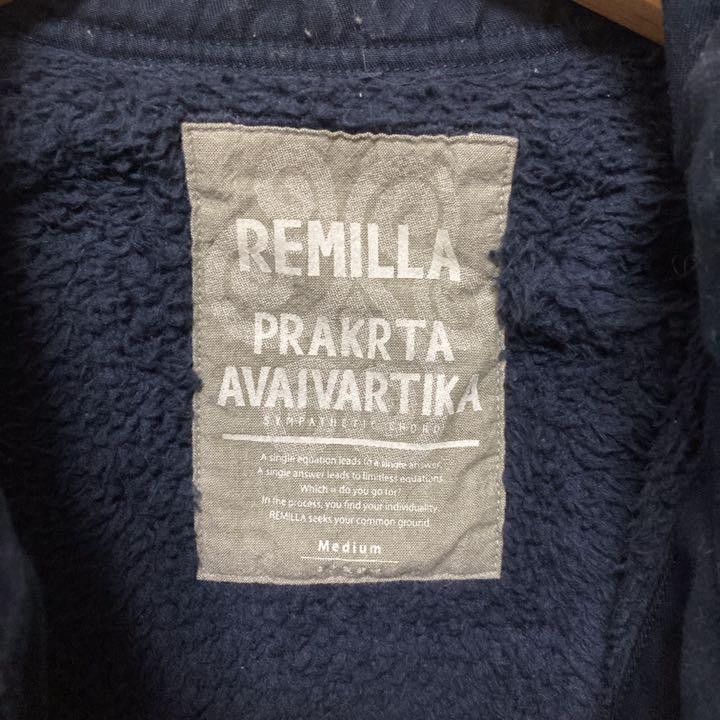 REMILLA
PRAKRTA
AVAIVARTIKA
SYMPATHETIC CHORD
A single equation leads to a single answer.
A single answer leads to limitless equations.
Which = do you go for?
In the process, you find your individuality.
REMILLA seeks your common ground.
Medium